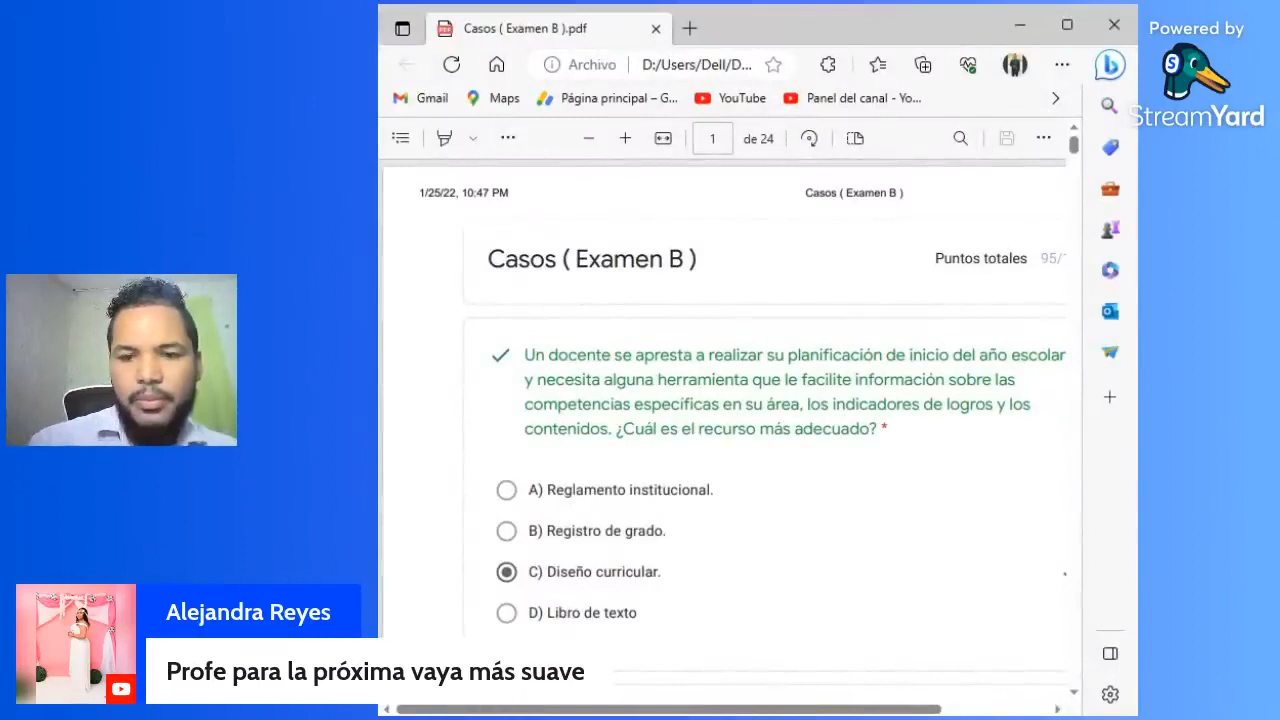 Casos ( Examen B ).pdf
Powered by
StreamYard
Archivo
D:/Users/Dell/D...
Gmail
Maps
Página principal – G...
YouTube
Panel del canal - Yo...
1
de 24
1/25/22, 10:47 PM
Casos ( Examen B )
Casos ( Examen B )
Puntos totales 95/
Un docente se apresta a realizar su planificación de inicio del año escolar
y necesita alguna herramienta que le facilite información sobre las
competencias específicas en su área, los indicadores de logros y los
contenidos. ¿Cuál es el recurso más adecuado? *
A) Reglamento institucional.
B) Registro de grado.
C) Diseño curricular.
D) Libro de texto
Alejandra Reyes
Profe para la próxima vaya más suave